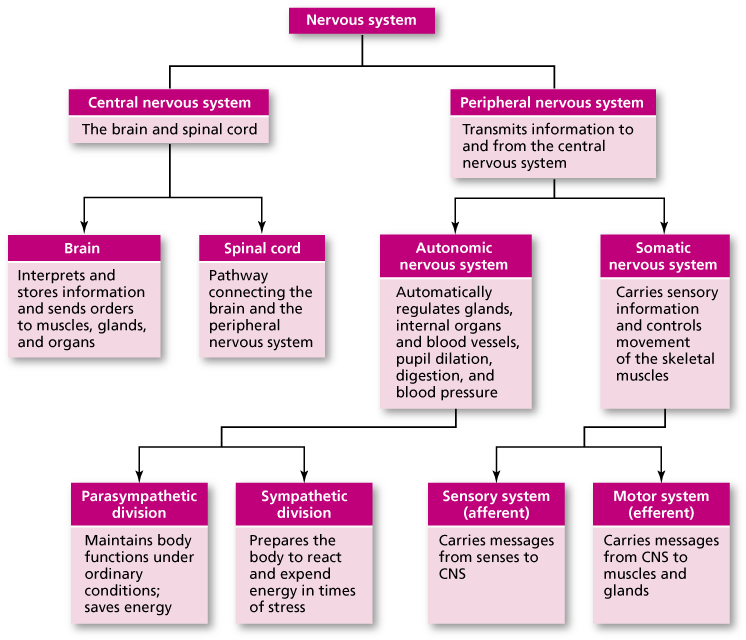 Nervous system
Central nervous system
The brain and spinal cord
Peripheral nervous system
Transmits information to
and from the central
nervous system
Brain
Interprets and
stores information
and sends orders
to muscles, glands,
and organs
Spinal cord
Pathway
connecting the
brain and the
peripheral
nervous system
Autonomic
nervous system
Automatically
regulates glands,
internal organs
and blood vessels,
pupil dilation,
digestion, and
blood pressure
Somatic
nervous system
Carries sensory
information
and controls
movement
of the skeletal
muscles
Parasympathetic
division
Maintains body
functions under
ordinary
conditions;
saves energy
Sympathetic
division
Prepares the
body to react
and expend
energy in times
of stress
Sensory system
(afferent)
Carries messages
from senses to
CNS
Motor system
(efferent)
Carries messages
from CNS to
muscles and
glands